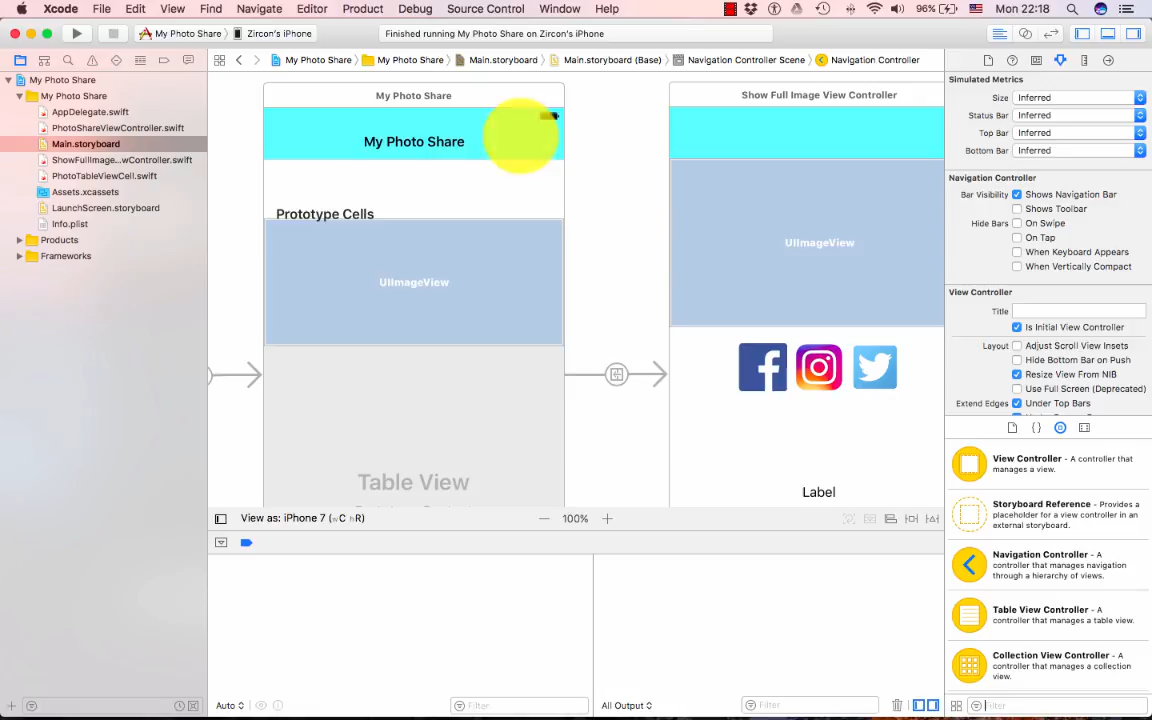 Xcode File Edit View Find Navigate Editor Product Debug Source Control Window Help 96% Mon 22:18
My Photo Share Zircon's iPhone Finished running My Photo Share on Zircon's iPhone
My Photo Share My Photo Share Main.storyboard Main.storyboard (Base) Navigation Controller Scene Navigation Controller
My Photo Share
My Photo Share
AppDelegate.swift
PhotoShareViewController.swift
Main.storyboard
ShowFullImage...wController.swift
PhotoTableViewCell.swift
Assets.xcassets
LaunchScreen.storyboard
Info.plist
Products
Frameworks
My Photo Share
My Photo Share
Prototype Cells
UIImageView
Table View
Show Full Image View Controller
UIImageView
Label
View as: iPhone 7 (wC hR) 100%
Auto Filter All Output Filter
Simulated Metrics
Size Inferred
Status Bar Inferred
Top Bar Inferred
Bottom Bar Inferred
Navigation Controller
Bar Visibility Shows Navigation Bar
Shows Toolbar
Hide Bars On Swipe
On Tap
When Keyboard Appears
When Vertically Compact
View Controller
Title
Is Initial View Controller
Layout Adjust Scroll View Insets
Hide Bottom Bar on Push
Resize View From NIB
Use Full Screen (Deprecated)
Extend Edges Under Top Bars
View Controller - A controller that
manages a view.
Storyboard Reference - Provides a
placeholder for a view controller in an
external storyboard.
Navigation Controller - A
controller that manages navigation
through a hierarchy of views.
Table View Controller - A
controller that manages a table view.
Collection View Controller - A
controller that manages a collection
view.
Filter